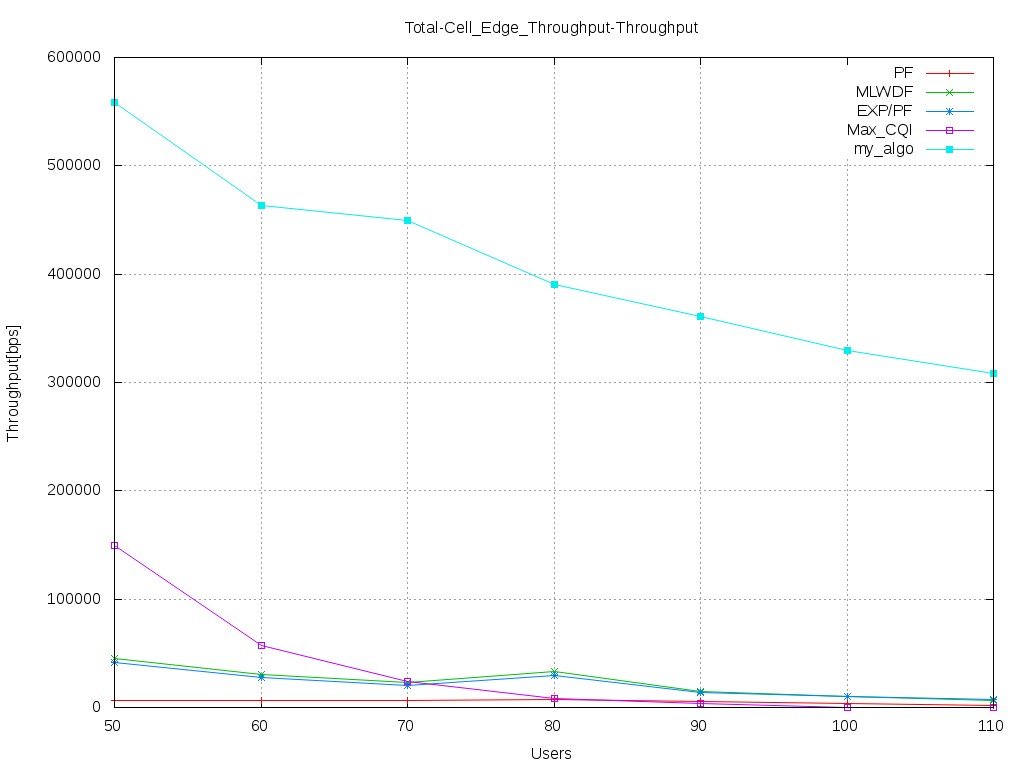 Total-Cell_Edge_Throughput-Throughput
600000
500000
400000
300000
200000
100000
0
Throughput[bps]
PF
MLWDF
EXP/PF
Max_CQI
my_algo
50 60 70 80 90 100 110
Users